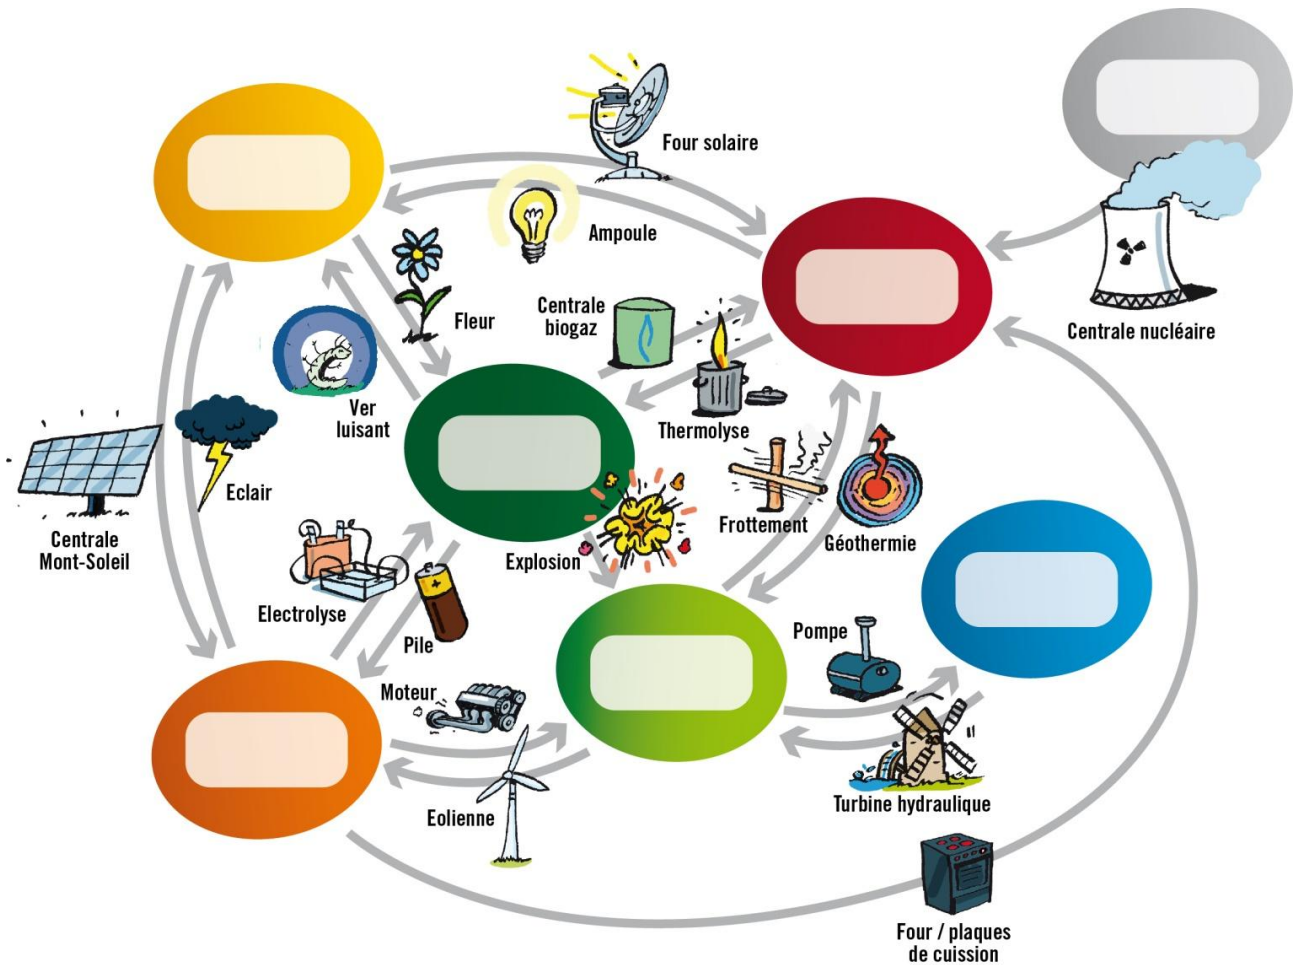 Four solaire
Ampoule
Centrale
biogaz
Fleur
Centrale nucléaire
Ver
luisant
Thermolyse
Eclair
Frottement
Centrale
Mont-Soleil
Géothermie
Explosion
Electrolyse
Pile
Pompe
Moteur
Eolienne
Turbine hydraulique
Four / plaques
de cuission